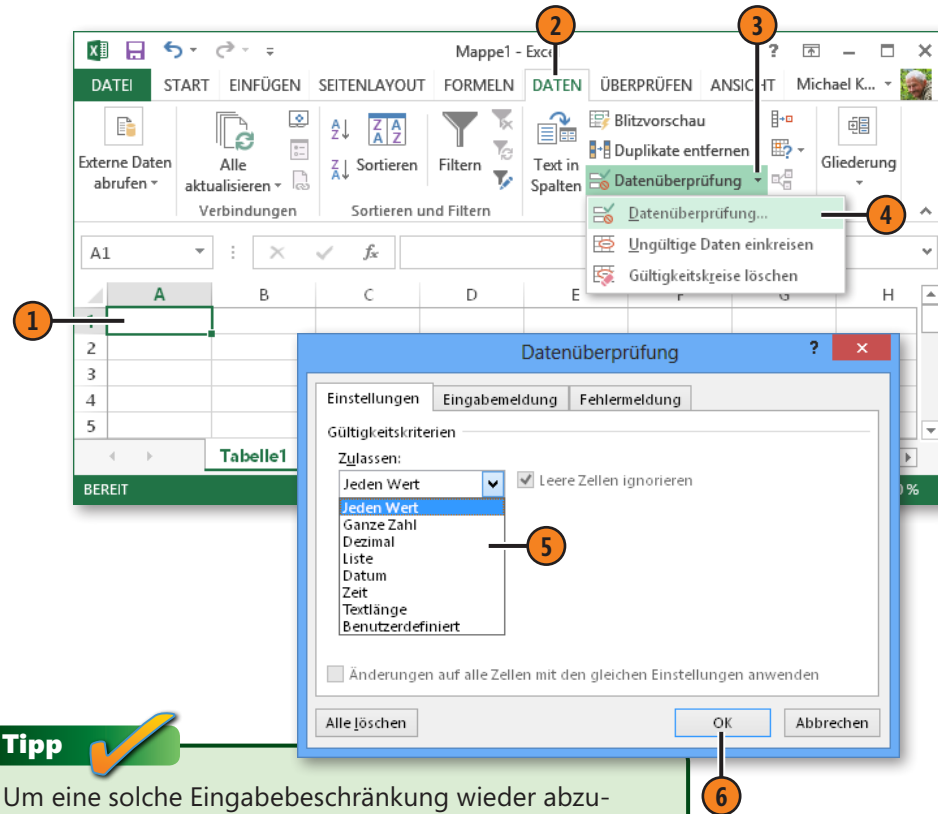 2 3
Mappe1 - Exce ?
DATEI START EINFÜGEN SEITENLAYOUT FORMELN DATEN ÜBERPRÜFEN ANSICHT Michael K...
Externe Daten abrufen
Alle aktualisieren
Verbindungen
A Z Z A
Z A A Z
Sortieren
Filtern
Sortieren und Filtern
Text in Spalten
Blitzvorschau
Duplikate entfernen
Datenüberprüfung
Gliederung
Datenüberprüfung...
4
Ungültige Daten einkreisen
Gültigkeitskreise löschen
A1 fx
A B C D E F G H
1
1
2
3
4
5
Tabelle1
BEREIT %
Datenüberprüfung ?
Einstellungen Eingabemeldung Fehlermeldung
Gültigkeitskriterien
Zulassen:
Jeden Wert Leere Zellen ignorieren
Jeden Wert
Ganze Zahl
Dezimal
5
Liste
Datum
Zeit
Textlänge
Benutzerdefiniert
Änderungen auf alle Zellen mit den gleichen Einstellungen anwenden
Alle löschen OK Abbrechen
6
Tipp
Um eine solche Eingabebeschränkung wieder abzu-